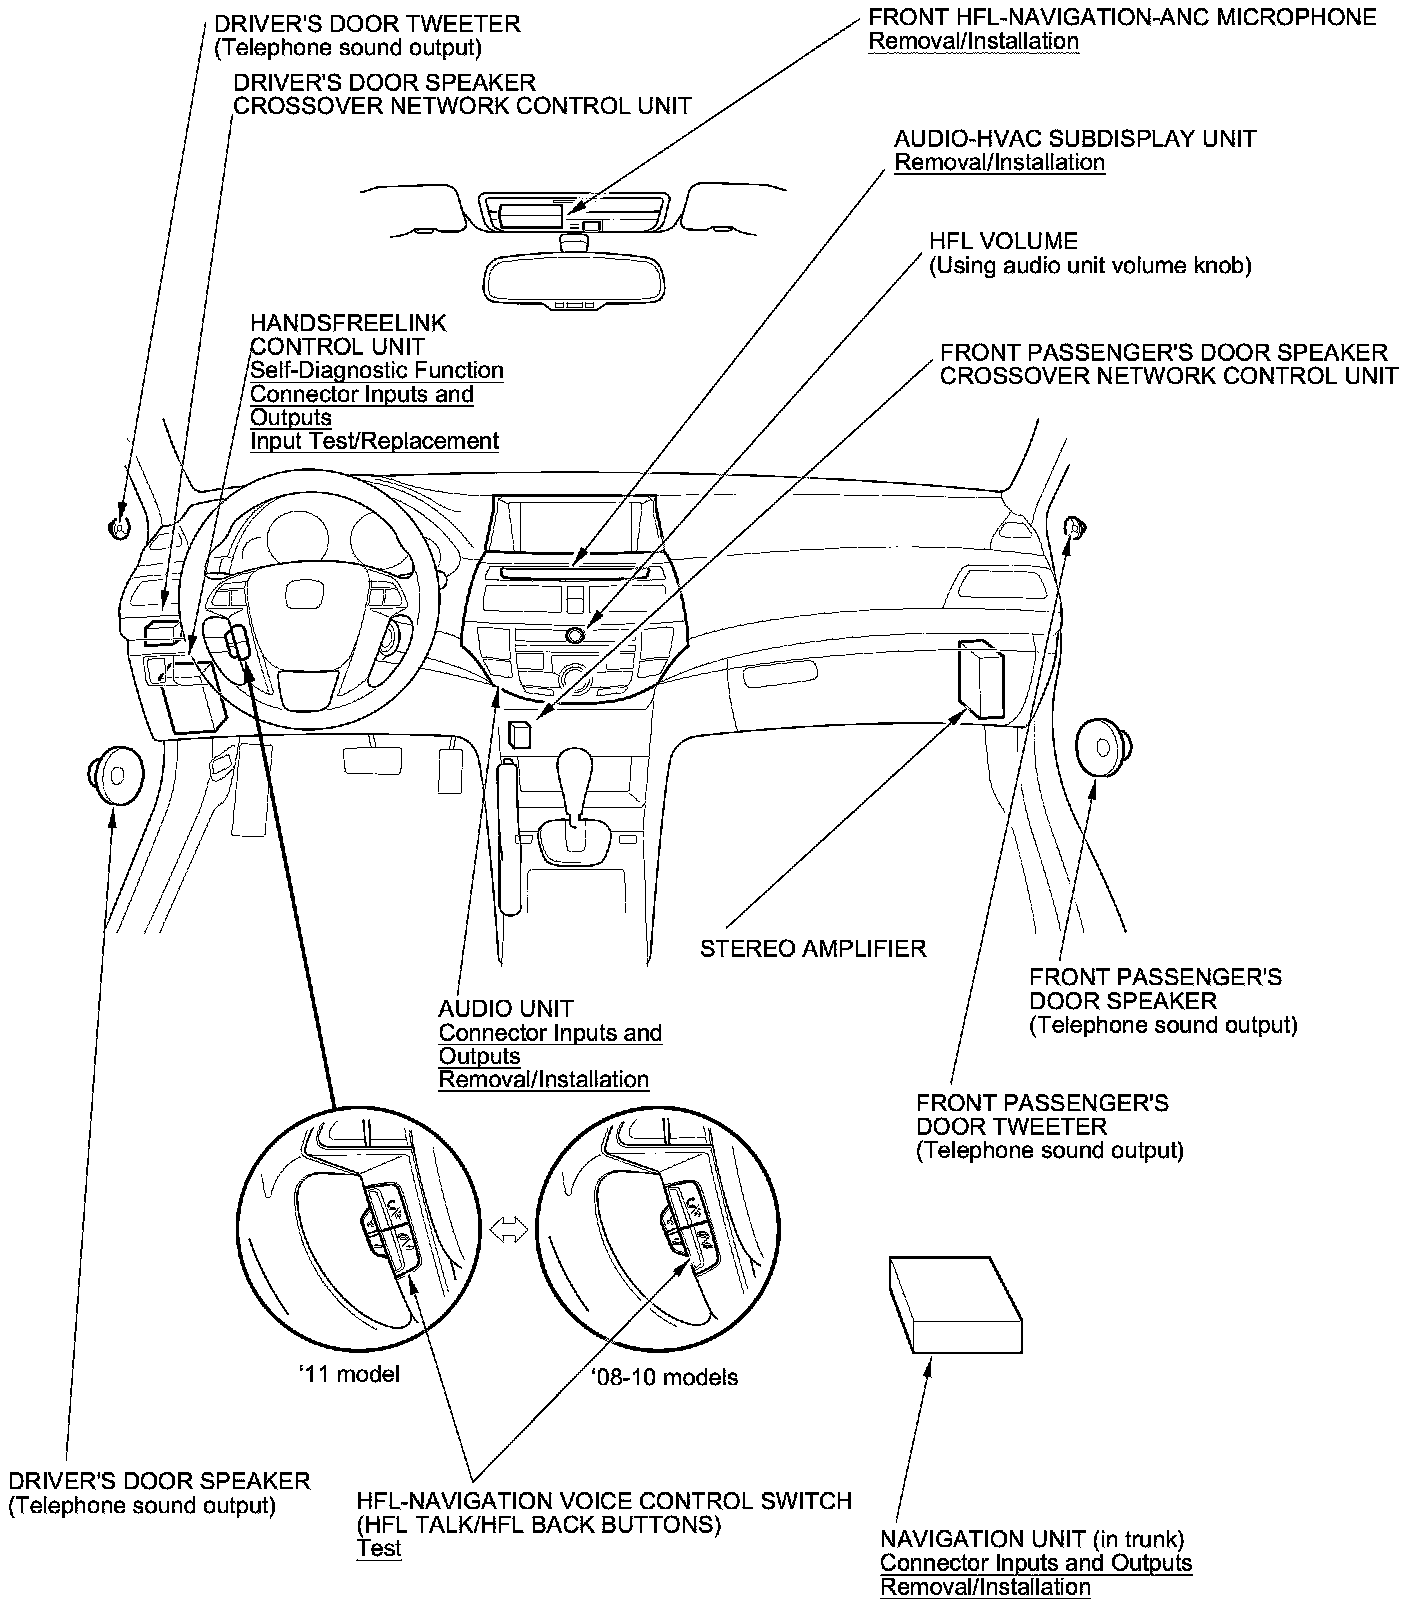 DRIVER'S DOOR TWEETER
(Telephone sound output)
DRIVER'S DOOR SPEAKER
CROSSOVER NETWORK CONTROL UNIT
FRONT HFL-NAVIGATION-ANC MICROPHONE
Removal/Installation
AUDIO-HVAC SUBDISPLAY UNIT
Removal/Installation
HFL VOLUME
(Using audio unit volume knob)
HANDSFREELINK
CONTROL UNIT
Self-Diagnostic Function
Connector Inputs and
Outputs
Input Test/Replacement
FRONT PASSENGER'S DOOR SPEAKER
CROSSOVER NETWORK CONTROL UNIT
STEREO AMPLIFIER
FRONT PASSENGER'S
DOOR SPEAKER
(Telephone sound output)
AUDIO UNIT
Connector Inputs and
Outputs
Removal/Installation
FRONT PASSENGER'S
DOOR TWEETER
(Telephone sound output)
'11 model
'08-10 models
DRIVER'S DOOR SPEAKER
(Telephone sound output)
HFL-NAVIGATION VOICE CONTROL SWITCH
(HFL TALK/HFL BACK BUTTONS)
Test
NAVIGATION UNIT (in trunk)
Connector Inputs and Outputs
Removal/Installation